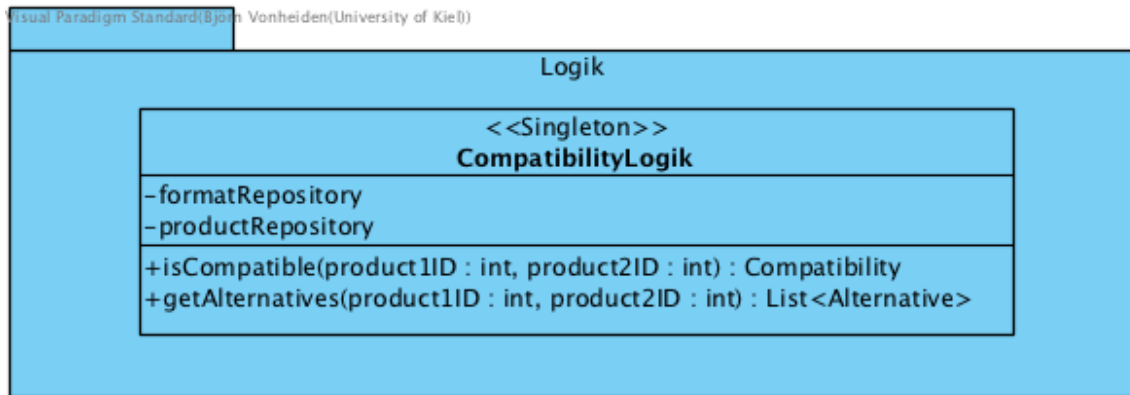 Visual Paradigm Standard(Björn Vonheiden(University of Kiel))
Logik
<<Singleton>>
CompatibilityLogik
-formatRepository
-productRepository
+isCompatible(product1ID : int, product2ID : int) : Compatibility
+getAlternatives(product1ID : int, product2ID : int) : List<Alternative>